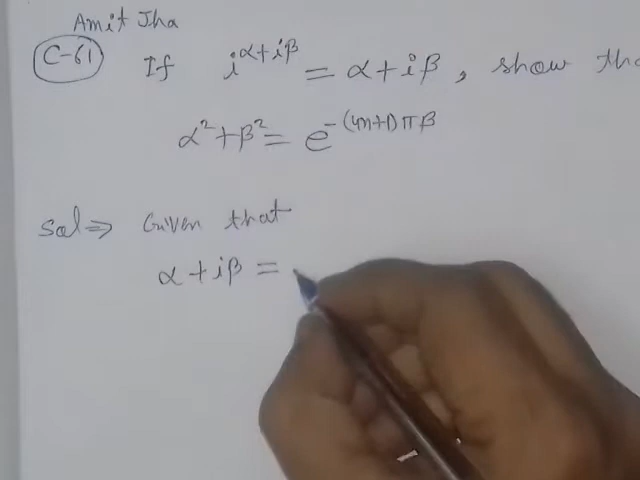 Amit Jha
C-61 If i^{α+iβ} = α+iβ, show tha
α²+β² = e^{-(4n+1)πβ}
Sol ⇒ Given that
α+iβ =